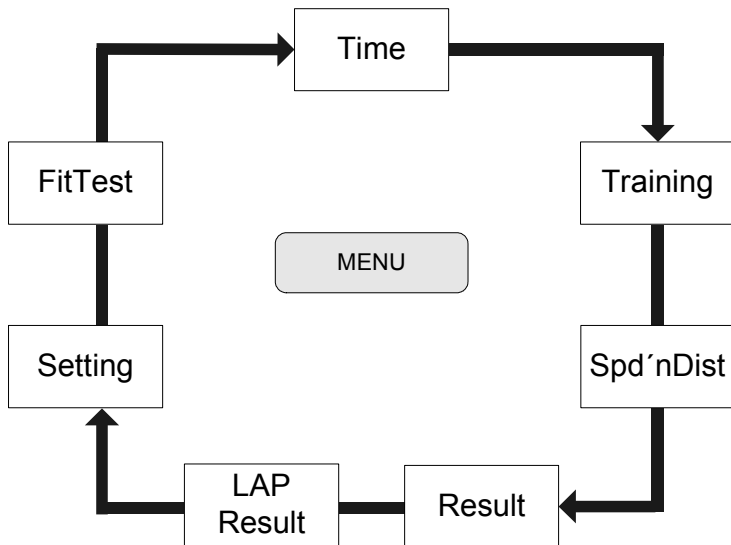 Time
FitTest
Training
MENU
Setting
Spd´nDist
LAP
Result
Result